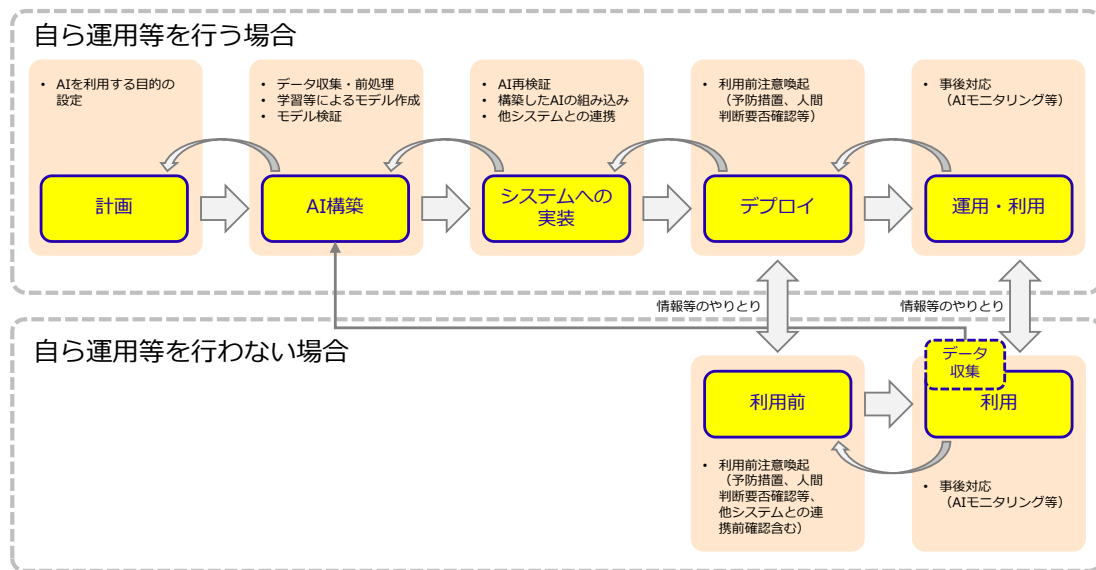 自ら運用等を行う場合
• AIを利用する目的の
設定
• データ収集・前処理
• 学習等によるモデル作成
• モデル検証
• AI再検証
• 構築したAIの組み込み
• 他システムとの連携
• 利用前注意喚起
（予防措置、人間
判断要否確認等）
• 事後対応
（AIモニタリング等）
計画
AI構築
システムへの
実装
デプロイ
運用・利用
情報等のやりとり
情報等のやりとり
自ら運用等を行わない場合
データ
収集
利用前
利用
• 利用前注意喚起
（予防措置、人間
判断要否確認等、
他システムとの連
携前確認含む）
• 事後対応
（AIモニタリング等）